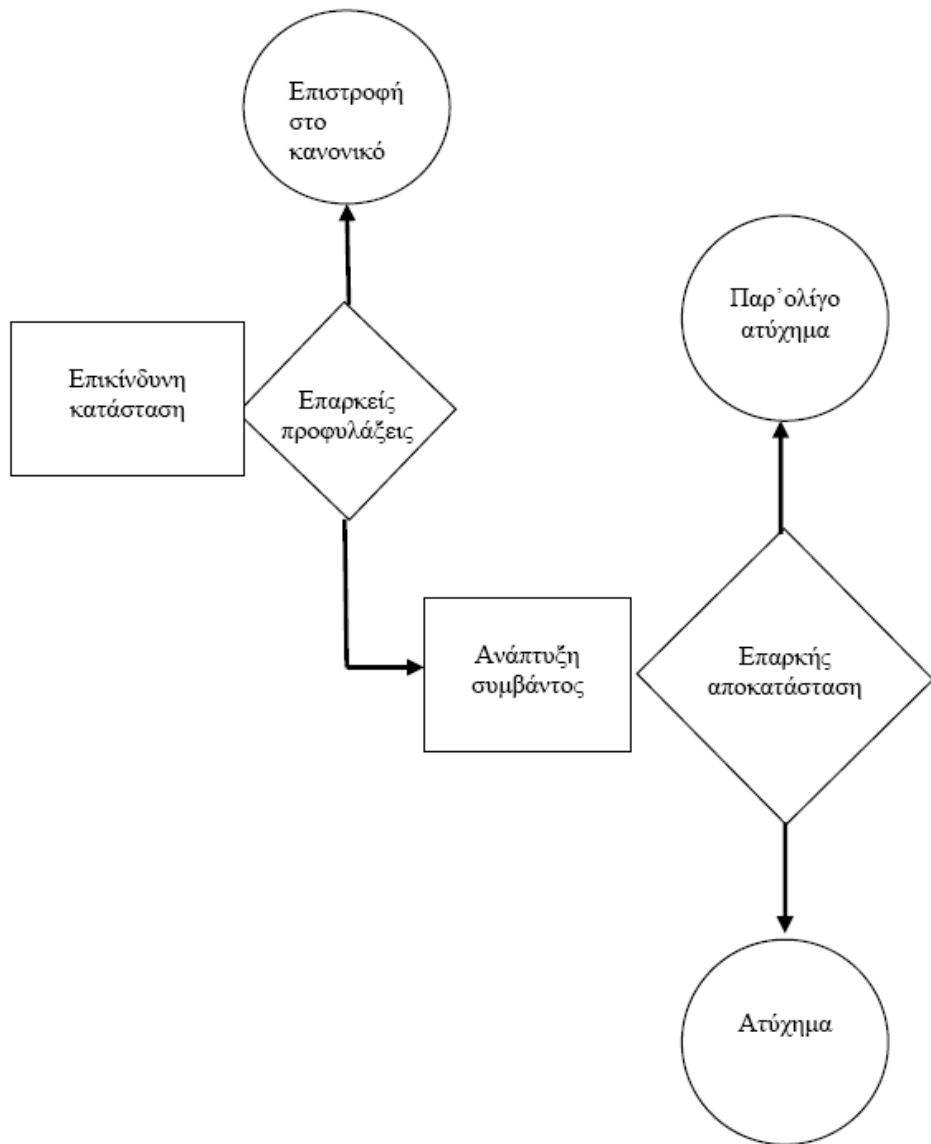 Επιστροφή
στο
κανονικό
Παρ’ολίγο
ατύχημα
Επικίνδυνη
κατάσταση
Επαρκείς
προφυλάξεις
Ανάπτυξη
συμβάντος
Επαρκής
αποκατάσταση
Ατύχημα